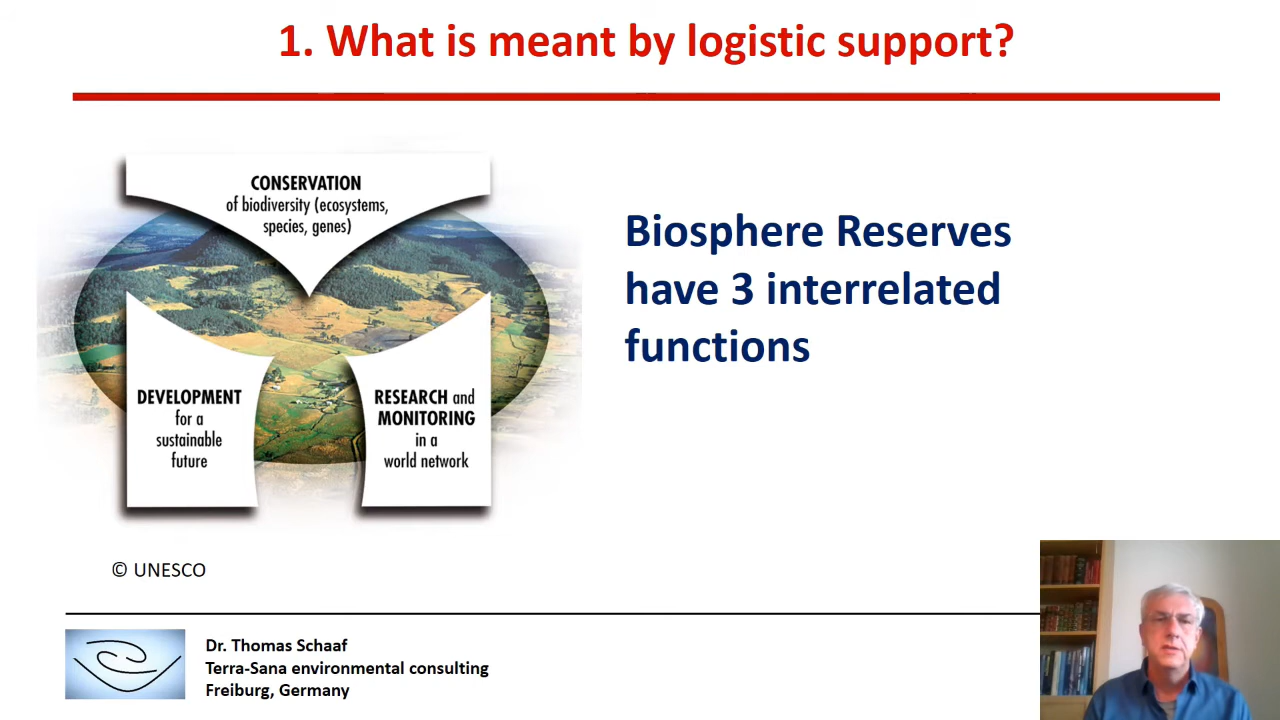 1. What is meant by logistic support?
CONSERVATION
of biodiversity (ecosystems,
species, genes)
DEVELOPMENT
for a
sustainable
future
RESEARCH and
MONITORING
in a
world network
Biosphere Reserves
have 3 interrelated
functions
© UNESCO
Dr. Thomas Schaaf
Terra-Sana environmental consulting
Freiburg, Germany